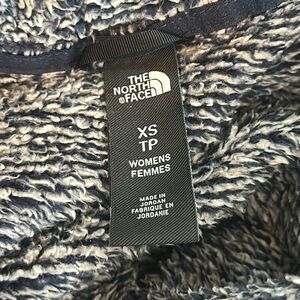 THE
NORTH
FACE
XS
TP
WOMENS
FEMMES
MADE IN
JORDAN
FABRIQUÉ EN
JORDANIE